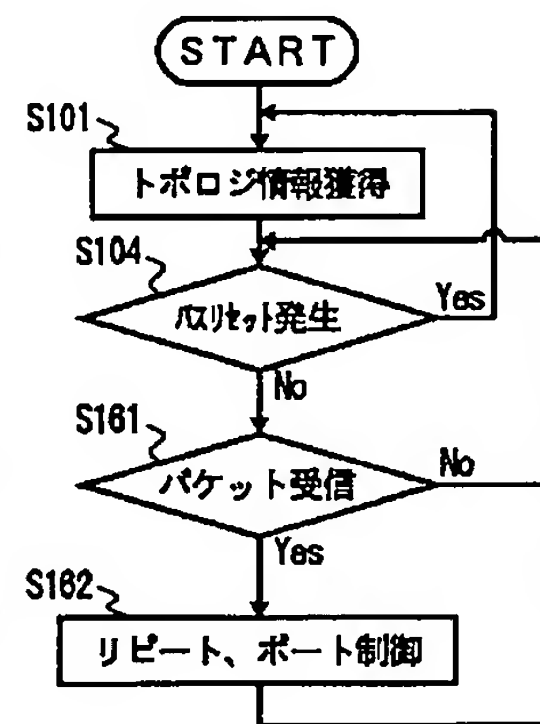 START
S101
トポロジ情報獲得
S104
バスリセット発生
Yes
No
S161
パケット受信
No
Yes
S162
リピート、ポート制御